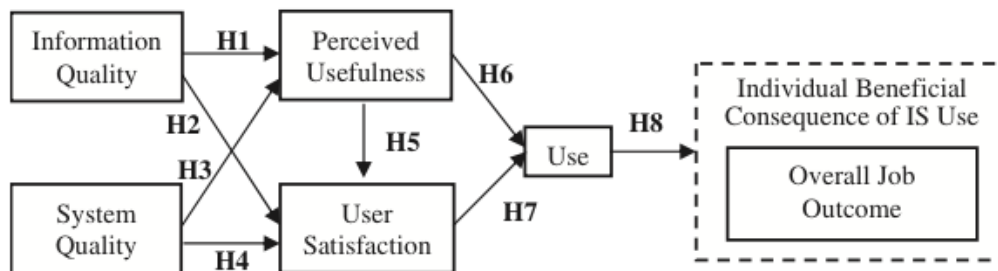 Information
Quality
H1
Perceived
Usefulness
H6
Individual Beneficial
Consequence of IS Use
H2
H5
H8
Use
H3
Overall Job
Outcome
System
Quality
H4
User
Satisfaction
H7